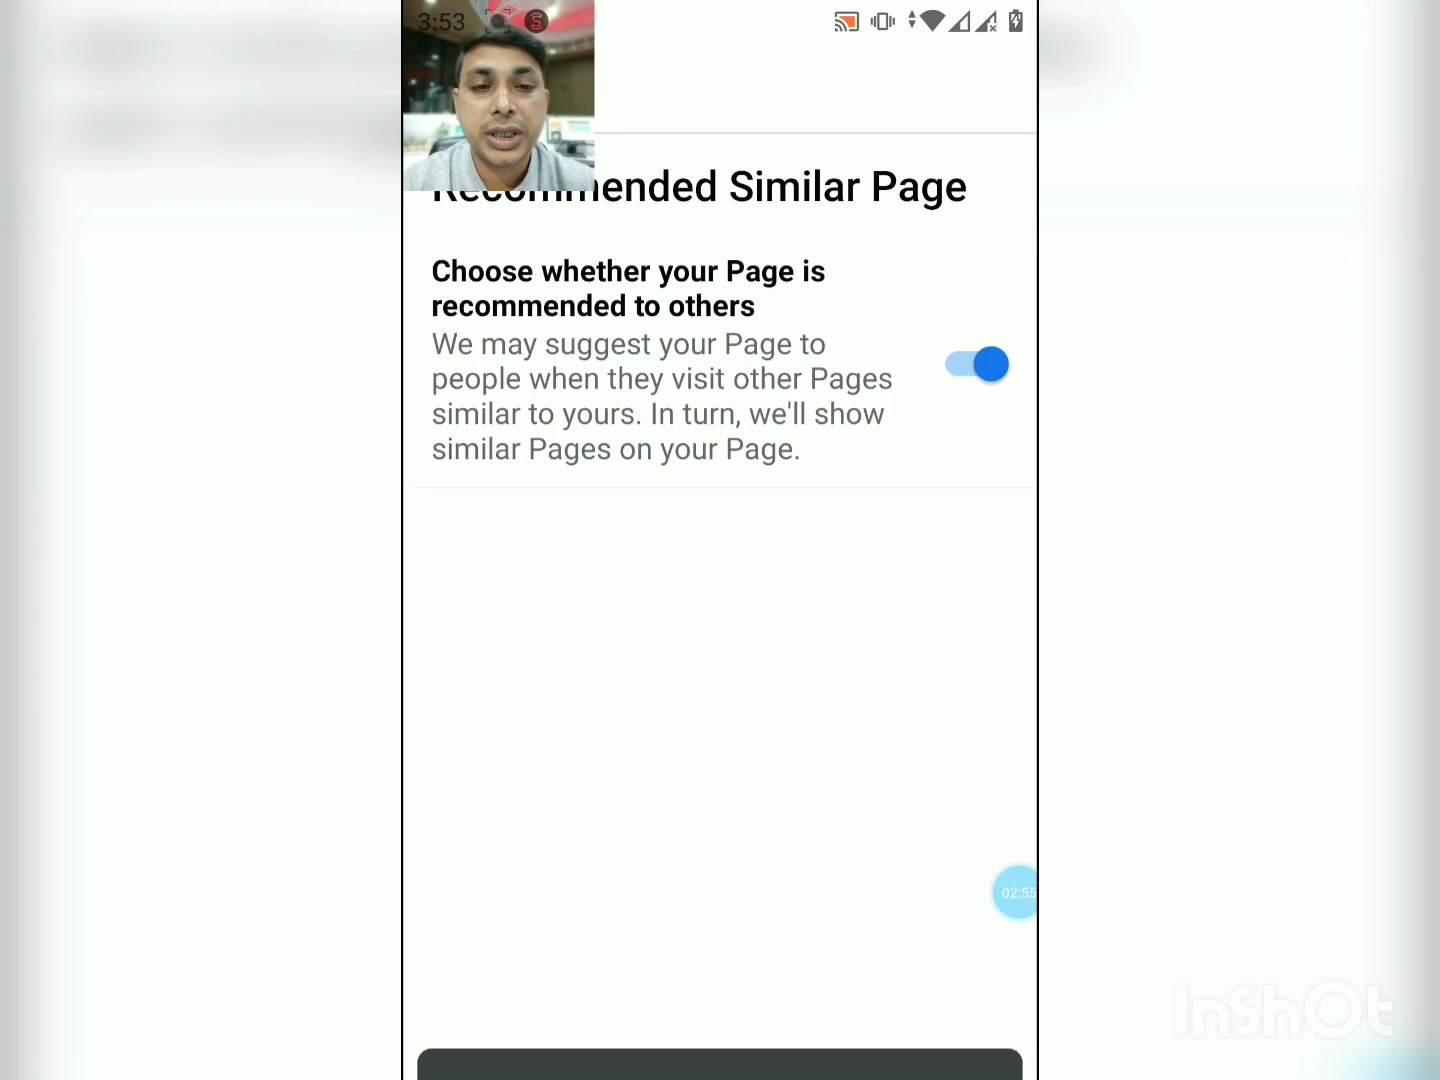 3:53
Recommended Similar Page
Choose whether your Page is
recommended to others
We may suggest your Page to
people when they visit other Pages
similar to yours. In turn, we'll show
similar Pages on your Page.
02:55
InShOt